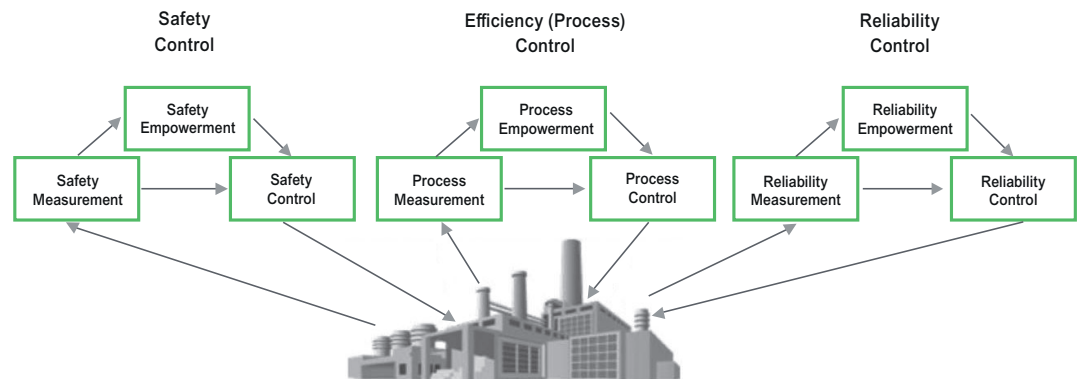 Safety
Control
Efficiency (Process)
Control
Reliability
Control
Safety
Empowerment
Process
Empowerment
Reliability
Empowerment
Safety
Measurement
Safety
Control
Process
Measurement
Process
Control
Reliability
Measurement
Reliability
Control